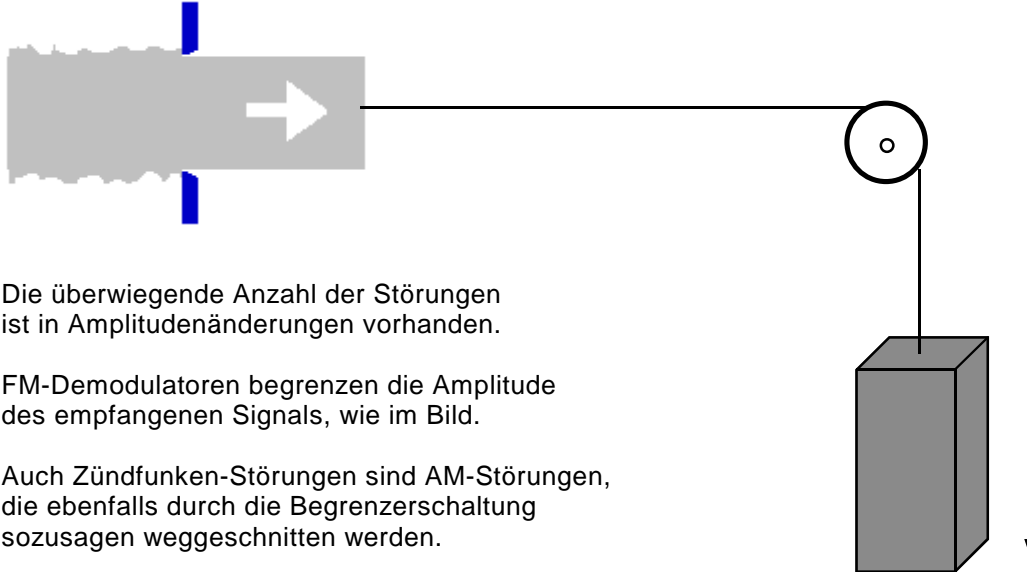 Die überwiegende Anzahl der Störungen
ist in Amplitudenänderungen vorhanden.
FM-Demodulatoren begrenzen die Amplitude
des empfangenen Signals, wie im Bild.
Auch Zündfunken-Störungen sind AM-Störungen,
die ebenfalls durch die Begrenzerschaltung
sozusagen weggeschnitten werden.